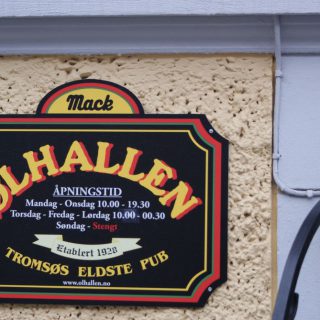 Mack
ØLHALLEN
ÅPNINGSTID
Mandag - Onsdag 10.00 - 19.30
Torsdag - Fredag - Lørdag 10.00 - 00.30
Søndag - Stengt
Etablert 1928
TROMSØS ELDSTE PUB
www.olhallen.no